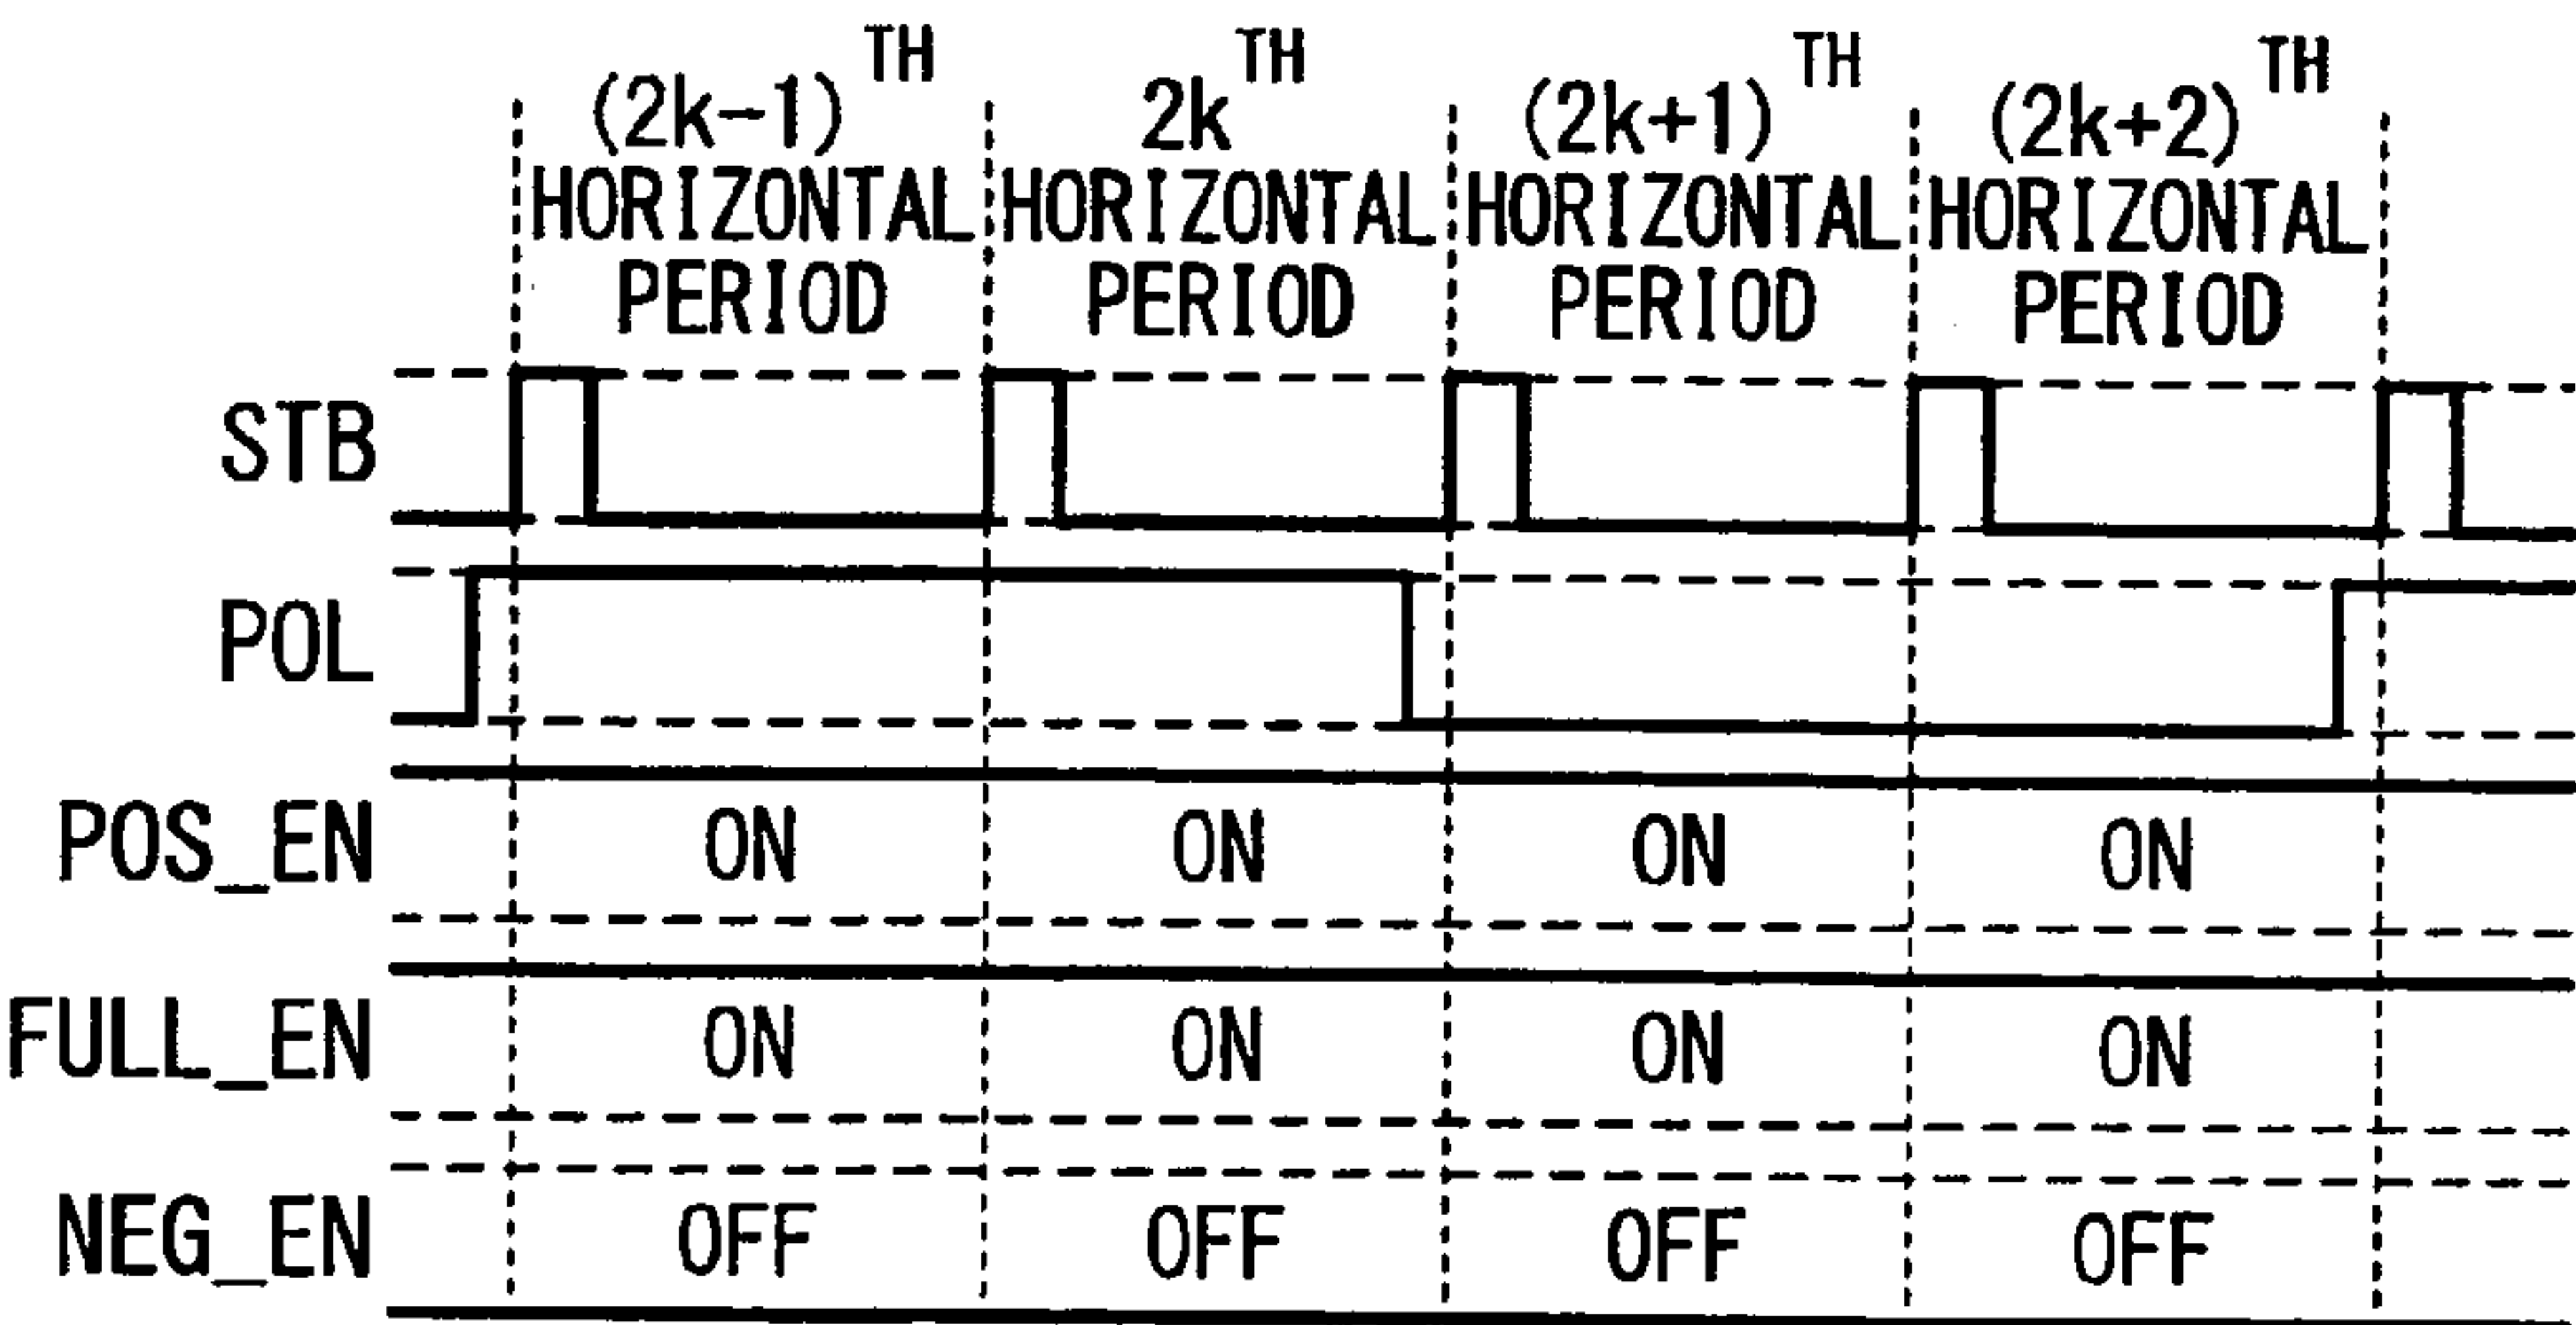 (2k-1)TH HORIZONTAL PERIOD
2kTH HORIZONTAL PERIOD
(2k+1)TH HORIZONTAL PERIOD
(2k+2)TH HORIZONTAL PERIOD
STB
POL
POS_EN ON ON ON ON
FULL_EN ON ON ON ON
NEG_EN OFF OFF OFF OFF